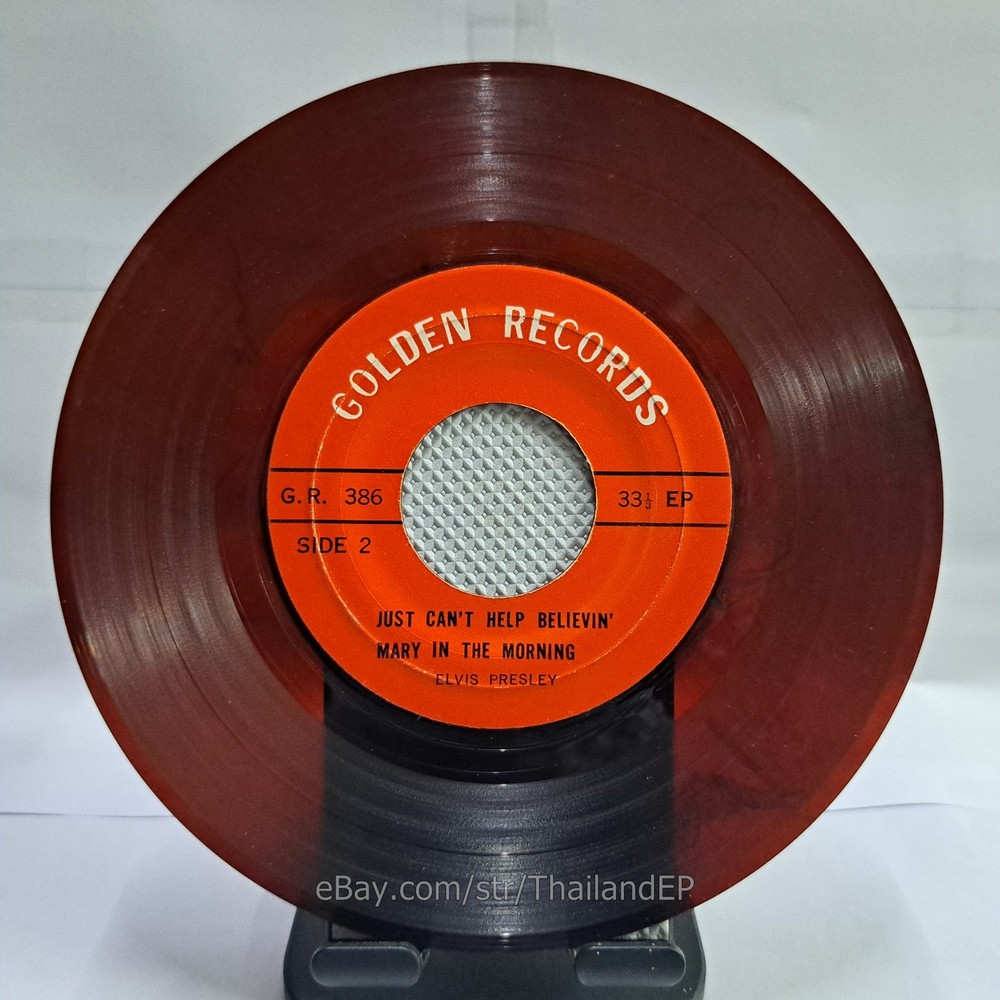 GOLDEN RECORDS
G.R. 386
33⅓ EP
SIDE 2
JUST CAN'T HELP BELIEVIN'
MARY IN THE MORNING
ELVIS PRESLEY
eBay.com/str/ThailandEP